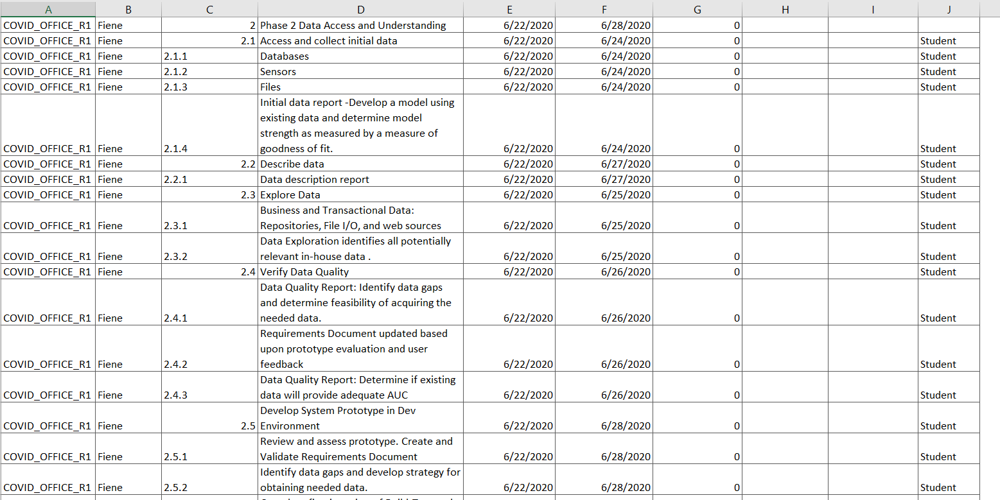 A B C D E F G H I J
COVID_OFFICE_R1 Fiene 2 Phase 2 Data Access and Understanding 6/22/2020 6/28/2020 0
COVID_OFFICE_R1 Fiene 2.1 Access and collect initial data 6/22/2020 6/24/2020 0 Student
COVID_OFFICE_R1 Fiene 2.1.1 Databases 6/22/2020 6/24/2020 0 Student
COVID_OFFICE_R1 Fiene 2.1.2 Sensors 6/22/2020 6/24/2020 0 Student
COVID_OFFICE_R1 Fiene 2.1.3 Files 6/22/2020 6/24/2020 0 Student
Initial data report -Develop a model using
existing data and determine model
strength as measured by a measure of
COVID_OFFICE_R1 Fiene 2.1.4 goodness of fit. 6/22/2020 6/24/2020 0 Student
COVID_OFFICE_R1 Fiene 2.2 Describe data 6/22/2020 6/27/2020 0 Student
COVID_OFFICE_R1 Fiene 2.2.1 Data description report 6/22/2020 6/27/2020 0 Student
COVID_OFFICE_R1 Fiene 2.3 Explore Data 6/22/2020 6/25/2020 0 Student
Business and Transactional Data:
COVID_OFFICE_R1 Fiene 2.3.1 Repositories, File I/O, and web sources 6/22/2020 6/25/2020 0 Student
Data Exploration identifies all potentially
COVID_OFFICE_R1 Fiene 2.3.2 relevant in-house data . 6/22/2020 6/25/2020 0 Student
COVID_OFFICE_R1 Fiene 2.4 Verify Data Quality 6/22/2020 6/26/2020 0 Student
Data Quality Report: Identify data gaps
and determine feasibility of acquiring the
COVID_OFFICE_R1 Fiene 2.4.1 needed data. 6/22/2020 6/26/2020 0 Student
Requirements Document updated based
upon prototype evaluation and user
COVID_OFFICE_R1 Fiene 2.4.2 feedback 6/22/2020 6/26/2020 0 Student
Data Quality Report: Determine if existing
COVID_OFFICE_R1 Fiene 2.4.3 data will provide adequate AUC 6/22/2020 6/26/2020 0 Student
Develop System Prototype in Dev
COVID_OFFICE_R1 Fiene 2.5 Environment 6/22/2020 6/28/2020 0 Student
Review and assess prototype. Create and
COVID_OFFICE_R1 Fiene 2.5.1 Validate Requirements Document 6/22/2020 6/28/2020 0 Student
Identify data gaps and develop strategy for
COVID_OFFICE_R1 Fiene 2.5.2 obtaining needed data. 6/22/2020 6/28/2020 0 Student